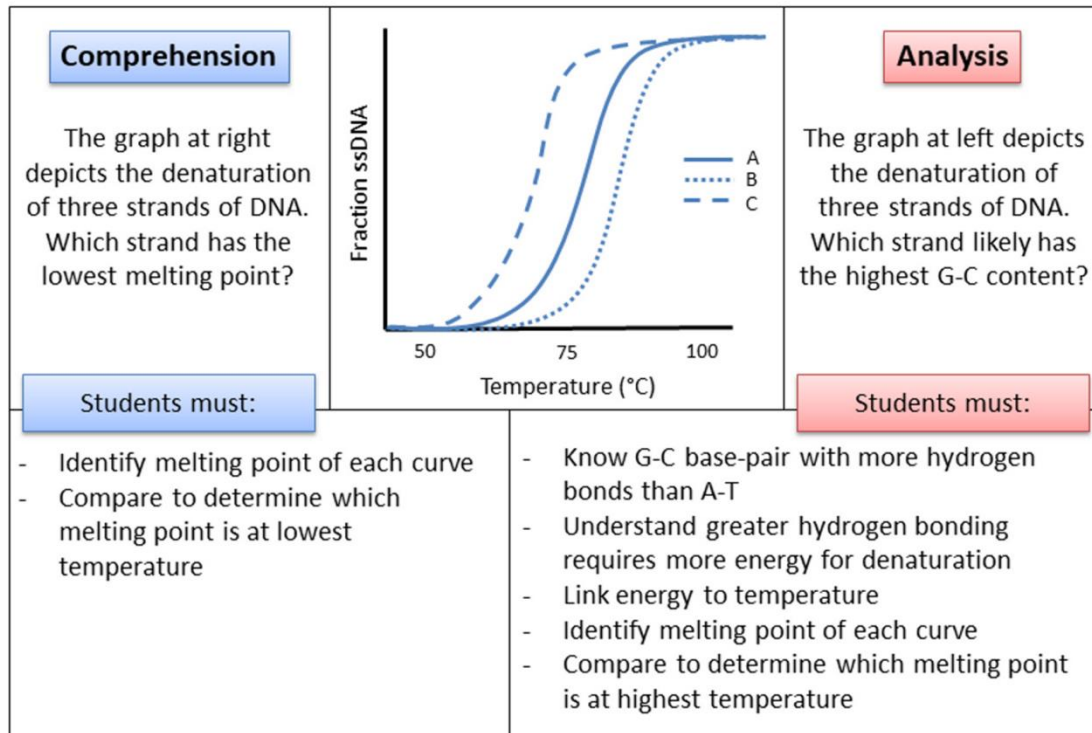 Comprehension
The graph at right
depicts the denaturation
of three strands of DNA.
Which strand has the
lowest melting point?
Fraction ssDNA
A
B
C
50
75
100
Temperature (°C)
Analysis
The graph at left depicts
the denaturation of
three strands of DNA.
Which strand likely has
the highest G-C content?
Students must:
- Identify melting point of each curve
- Compare to determine which
melting point is at lowest
temperature
Students must:
- Know G-C base-pair with more hydrogen
bonds than A-T
- Understand greater hydrogen bonding
requires more energy for denaturation
- Link energy to temperature
- Identify melting point of each curve
- Compare to determine which melting point
is at highest temperature